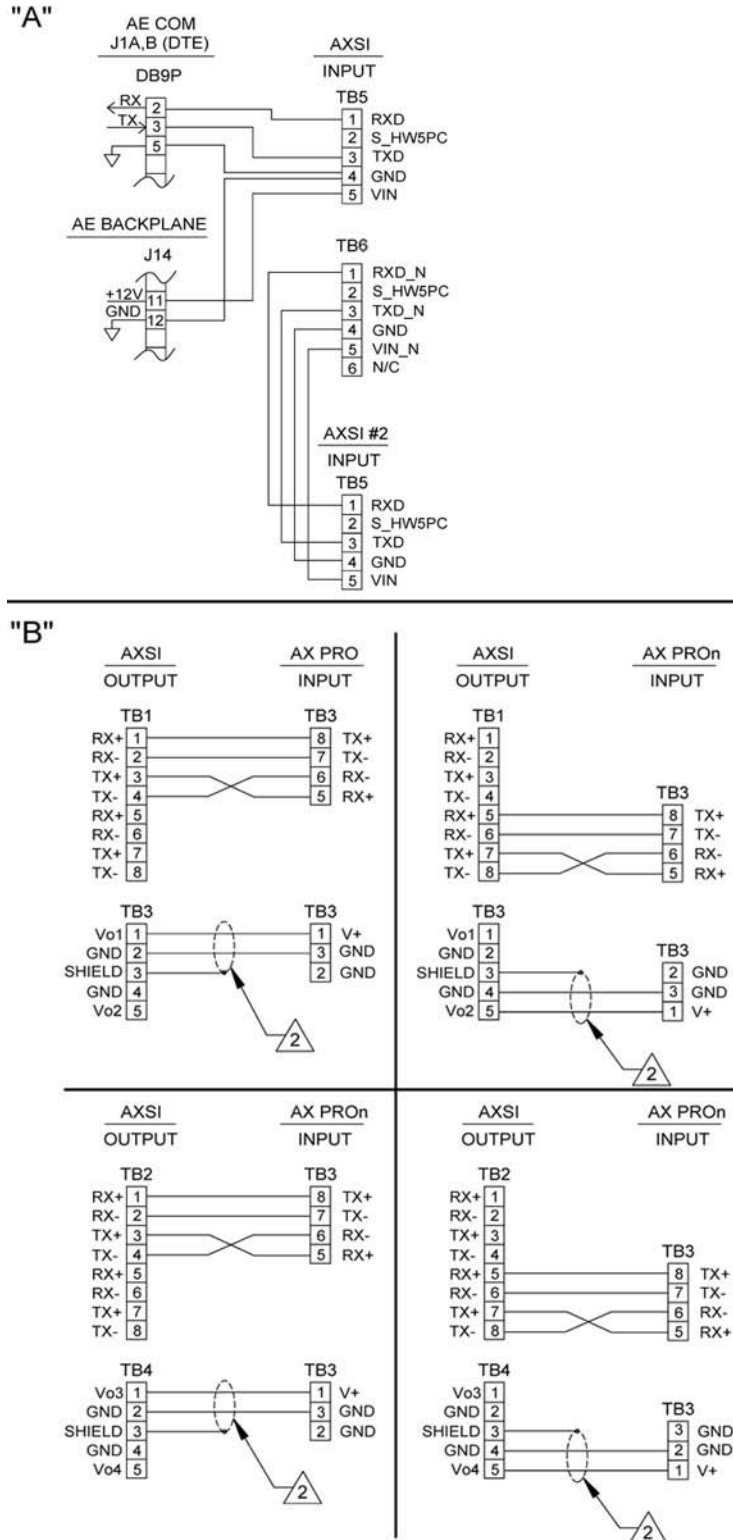 "A"
AE COM
J1A,B (DTE)
DB9P
RX 2
TX 3
5
AXSI
INPUT
TB5
1 RXD
2 S_HW5PC
3 TXD
4 GND
5 VIN
AE BACKPLANE
J14
+12V 11
GND 12
TB6
1 RXD_N
2 S_HW5PC
3 TXD_N
4 GND
5 VIN_N
6 N/C
AXSI #2
INPUT
TB5
1 RXD
2 S_HW5PC
3 TXD
4 GND
5 VIN
"B"
AXSI
OUTPUT
AX PRO
INPUT
TB1 TB3
RX+ 1 8 TX+
RX- 2 7 TX-
TX+ 3 6 RX-
TX- 4 5 RX+
RX+ 5
RX- 6
TX+ 7
TX- 8
TB3 TB3
Vo1 1 1 V+
GND 2 3 GND
SHIELD 3 2 GND
GND 4
Vo2 5
2
AXSI
OUTPUT
AX PROn
INPUT
TB1
RX+ 1
RX- 2
TX+ 3
TX- 4 TB3
RX+ 5 8 TX+
RX- 6 7 TX-
TX+ 7 6 RX-
TX- 8 5 RX+
TB3
Vo1 1
GND 2 TB3
SHIELD 3 2 GND
GND 4 3 GND
Vo2 5 1 V+
2
AXSI
OUTPUT
AX PROn
INPUT
TB2 TB3
RX+ 1 8 TX+
RX- 2 7 TX-
TX+ 3 6 RX-
TX- 4 5 RX+
RX+ 5
RX- 6
TX+ 7
TX- 8
TB4 TB3
Vo3 1 1 V+
GND 2 3 GND
SHIELD 3 2 GND
GND 4
Vo4 5
2
AXSI
OUTPUT
AX PROn
INPUT
TB2
RX+ 1
RX- 2
TX+ 3
TX- 4 TB3
RX+ 5 8 TX+
RX- 6 7 TX-
TX+ 7 6 RX-
TX- 8 5 RX+
TB4
Vo3 1
GND 2 TB3
SHIELD 3 3 GND
GND 4 2 GND
Vo4 5 1 V+
2